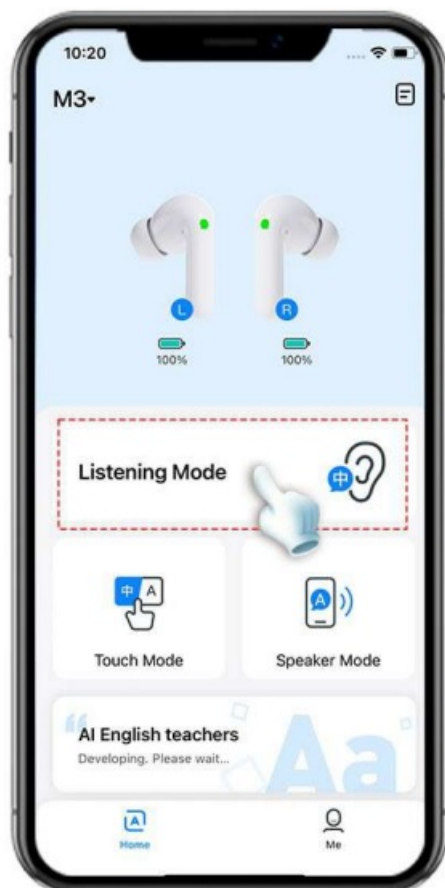 10:20
M3
L
R
100%
100%
Listening Mode
中
中 A
A
Touch Mode
Speaker Mode
AI English teachers
Developing. Please wait...
Aa
A
Home
Me